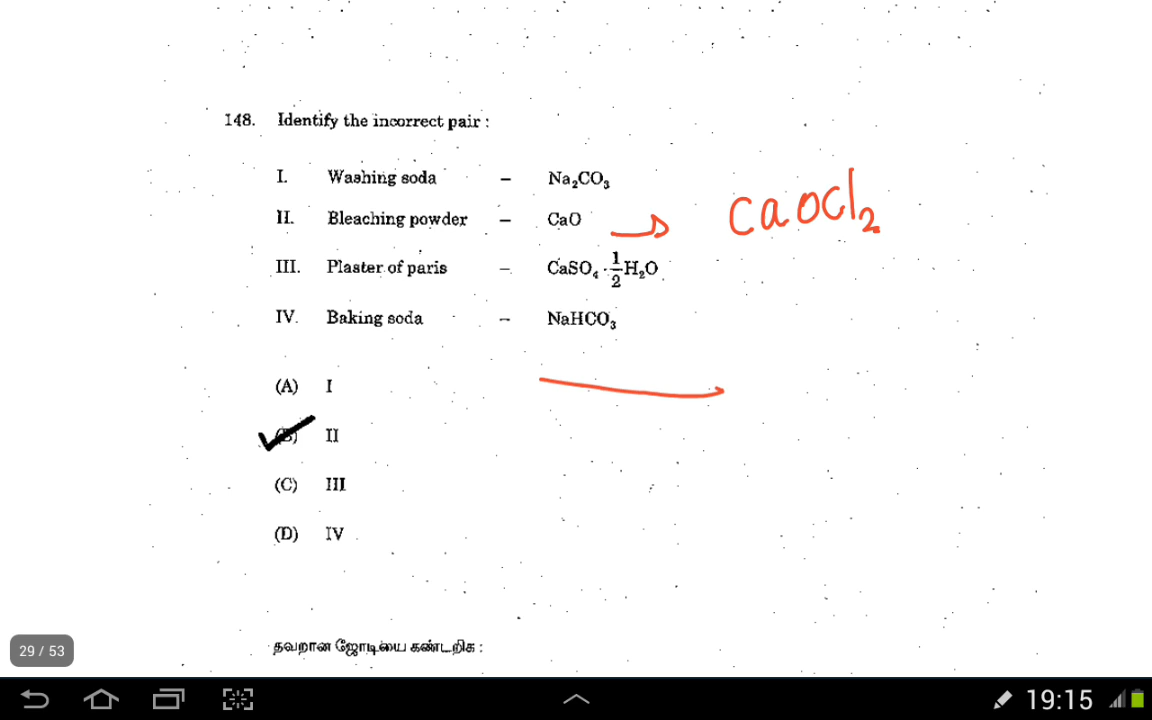 148. Identify the incorrect pair :
I. Washing soda – Na₂CO₃
II. Bleaching powder – CaO → CaOCl₂
III. Plaster of paris – CaSO₄ · 1/2 H₂O
IV. Baking soda – NaHCO₃
(A) I
(B) II
(C) III
(D) IV
தவறான ஜோடியை கண்டறிக :
29 / 53
19:15